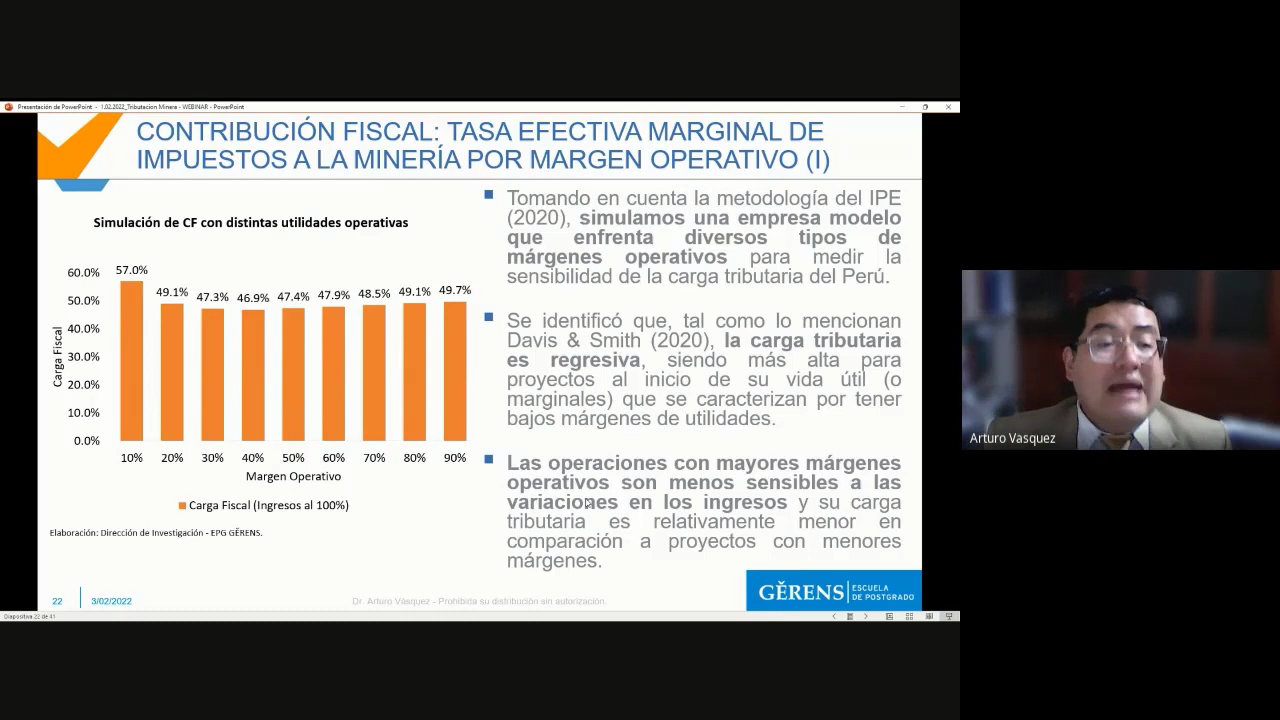 Presentación de PowerPoint - 1.02.2022_Tributacion Minera - WEBINAR - PowerPoint
CONTRIBUCIÓN FISCAL: TASA EFECTIVA MARGINAL DE
IMPUESTOS A LA MINERÍA POR MARGEN OPERATIVO (I)
Simulación de CF con distintas utilidades operativas
Carga Fiscal
60.0%
50.0%
40.0%
30.0%
20.0%
10.0%
0.0%
57.0% 49.1% 47.3% 46.9% 47.4% 47.9% 48.5% 49.1% 49.7%
10% 20% 30% 40% 50% 60% 70% 80% 90%
Margen Operativo
Carga Fiscal (Ingresos al 100%)
Elaboración: Dirección de Investigación - EPG GĚRENS.
Tomando en cuenta la metodología del IPE
(2020), simulamos una empresa modelo
que enfrenta diversos tipos de
márgenes operativos para medir la
sensibilidad de la carga tributaria del Perú.
Se identificó que, tal como lo mencionan
Davis & Smith (2020), la carga tributaria
es regresiva, siendo más alta para
proyectos al inicio de su vida útil (o
marginales) que se caracterizan por tener
bajos márgenes de utilidades.
Las operaciones con mayores márgenes
operativos son menos sensibles a las
variaciones en los ingresos y su carga
tributaria es relativamente menor en
comparación a proyectos con menores
márgenes.
22
3/02/2022
Dr. Arturo Vásquez - Prohibida su distribución sin autorización.
GĚRENS
ESCUELA
DE POSTGRADO
Diapositiva 22 de 41
Arturo Vasquez